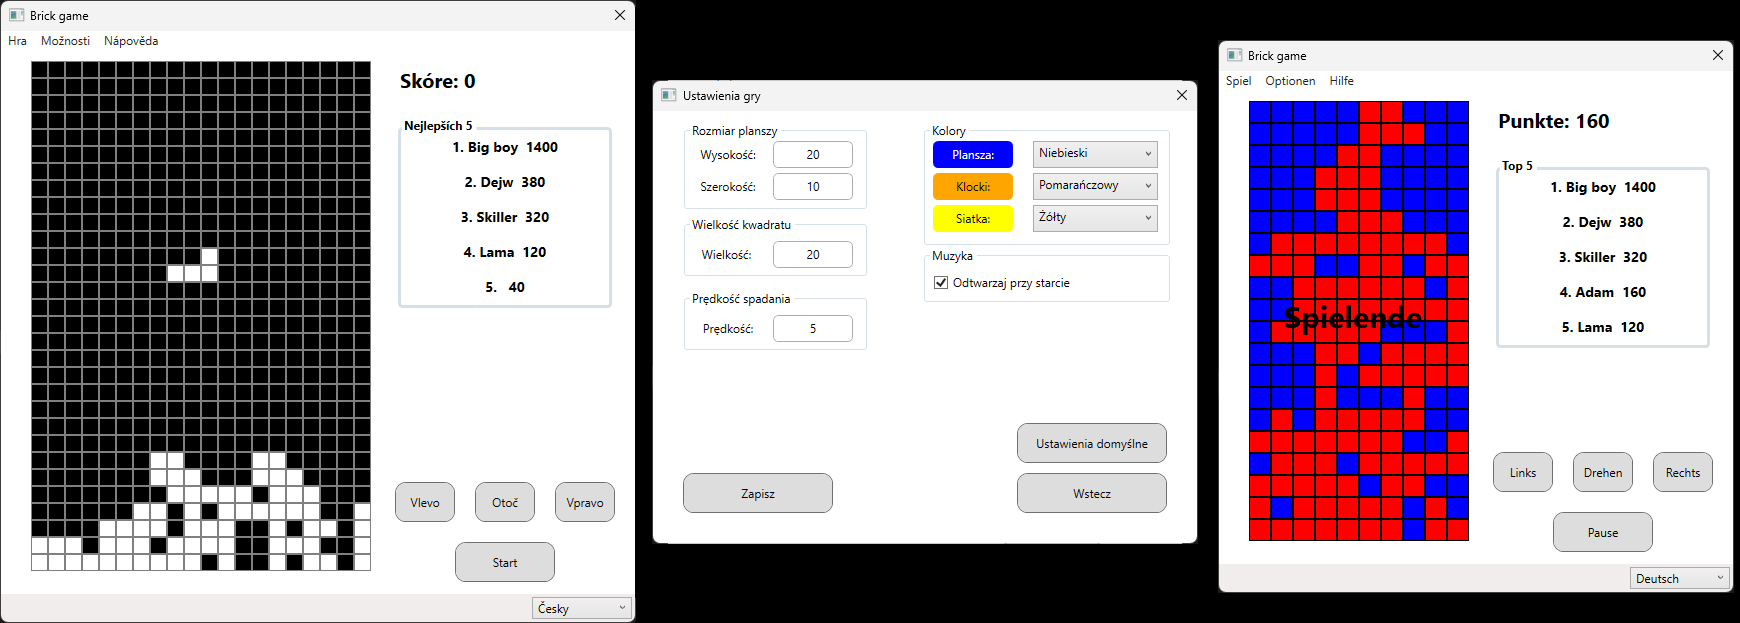 Brick game
Hra Možnosti Nápověda
Skóre: 0
Nejlepších 5
1. Big boy 1400
2. Dejw 380
3. Skiller 320
4. Lama 120
5. 40
Vlevo Otoč Vpravo
Start
Česky
Ustawienia gry
Rozmiar planszy
Wysokość: 20
Szerokość: 10
Wielkość kwadratu
Wielkość: 20
Prędkość spadania
Prędkość: 5
Kolory
Plansza: Niebieski
Klocki: Pomarańczowy
Siatka: Żółty
Muzyka
Odtwarzaj przy starcie
Ustawienia domyślne
Zapisz Wstecz
Brick game
Spiel Optionen Hilfe
Spielende
Punkte: 160
Top 5
1. Big boy 1400
2. Dejw 380
3. Skiller 320
4. Adam 160
5. Lama 120
Links Drehen Rechts
Pause
Deutsch